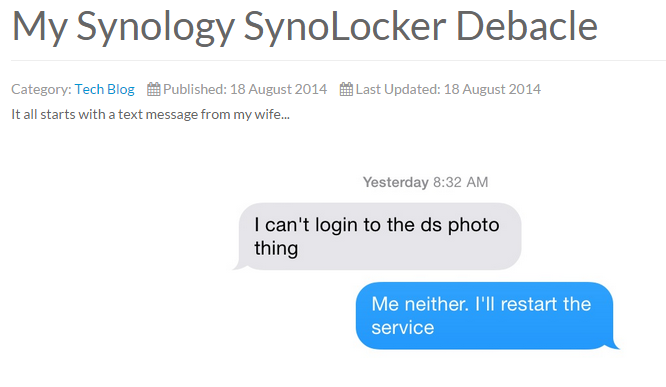 My Synology SynoLocker Debacle
Category: Tech Blog Published: 18 August 2014 Last Updated: 18 August 2014
It all starts with a text message from my wife...
Yesterday 8:32 AM
I can't login to the ds photo
thing
Me neither. I'll restart the
service